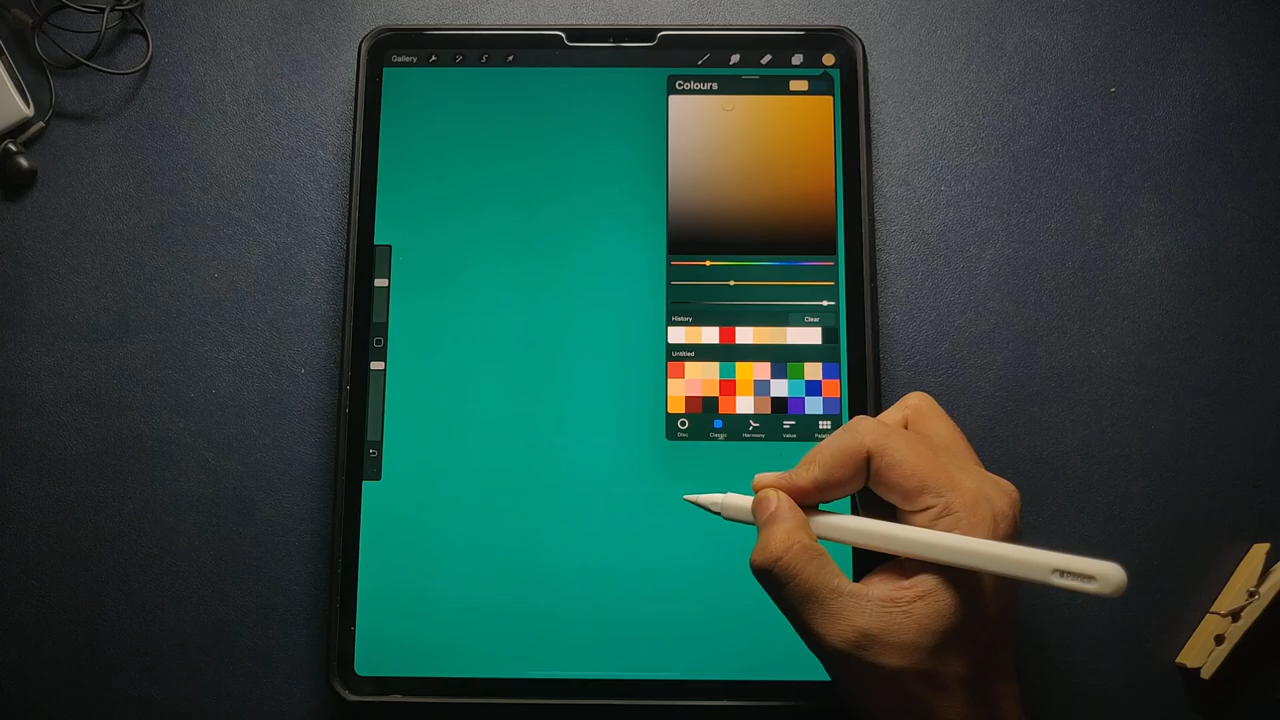 Gallery
Colours
History Clear
Untitled
Disc Classic Harmony Value